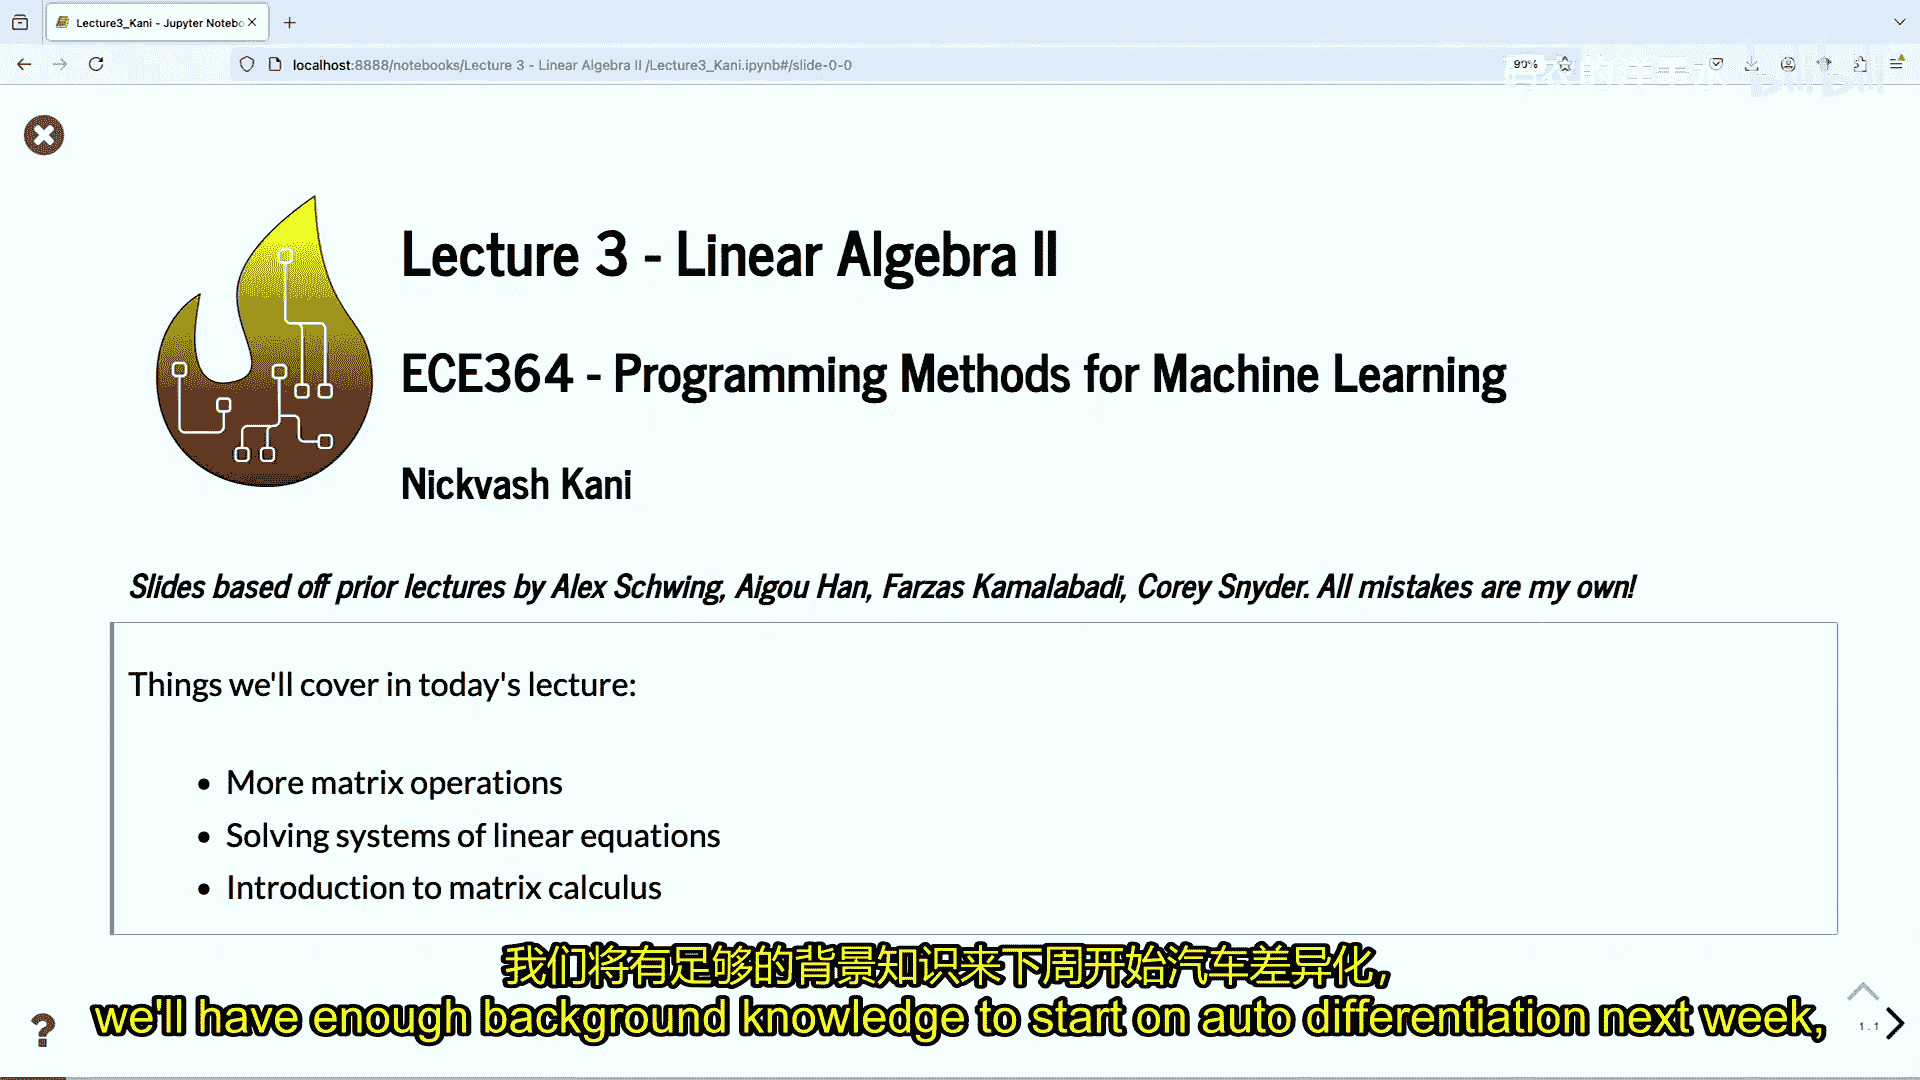 Lecture3_Kani - Jupyter Notebo
localhost:8888/notebooks/Lecture 3 - Linear Algebra II /Lecture3_Kani.ipynb#/slide-0-0
90%
bilibili
Lecture 3 - Linear Algebra II
ECE364 - Programming Methods for Machine Learning
Nickvash Kani
Slides based off prior lectures by Alex Schwing, Aigou Han, Farzas Kamalabadi, Corey Snyder. All mistakes are my own!
Things we'll cover in today's lecture:
• More matrix operations
• Solving systems of linear equations
• Introduction to matrix calculus
我们将有足够的背景知识来下周开始汽车差异化，
we'll have enough background knowledge to start on auto differentiation next week,
1.1